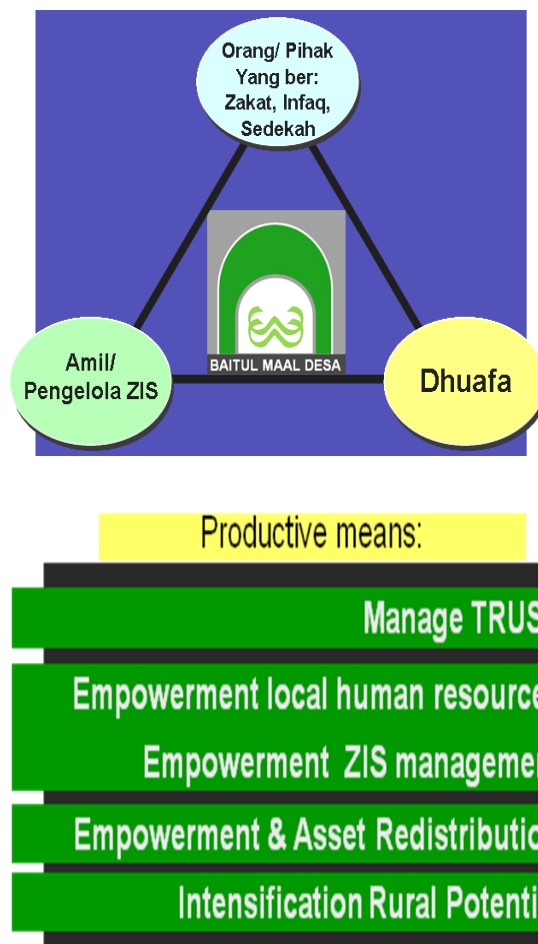 Orang/ Pihak
Yang ber:
Zakat, Infaq,
Sedekah
BAITUL MAAL DESA
Amil/
Pengelola ZIS
Dhuafa
Productive means:
Manage TRUS
Empowerment local human resource
Empowerment ZIS managemen
Empowerment & Asset Redistributio
Intensification Rural Potenti